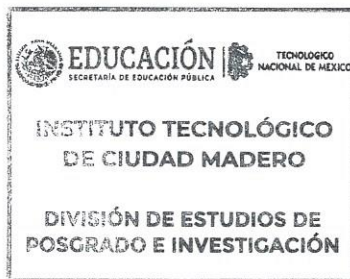 EDUCACIÓN
SECRETARÍA DE EDUCACIÓN PÚBLICA
TECNOLÓGICO
NACIONAL DE MÉXICO
INSTITUTO TECNOLÓGICO
DE CIUDAD MADERO
DIVISIÓN DE ESTUDIOS DE
POSGRADO E INVESTIGACIÓN